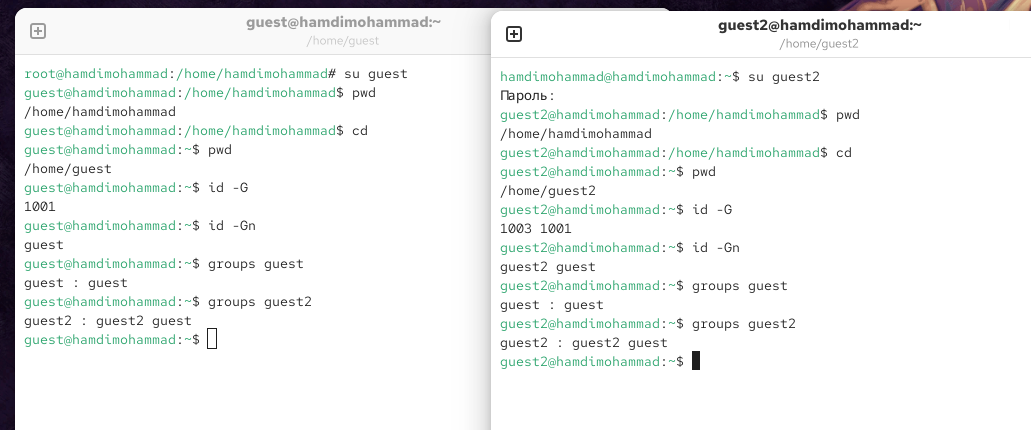 guest@hamdimohammad:~
/home/guest
root@hamdimohammad:/home/hamdimohammad# su guest
guest@hamdimohammad:/home/hamdimohammad$ pwd
/home/hamdimohammad
guest@hamdimohammad:/home/hamdimohammad$ cd
guest@hamdimohammad:~$ pwd
/home/guest
guest@hamdimohammad:~$ id -G
1001
guest@hamdimohammad:~$ id -Gn
guest
guest@hamdimohammad:~$ groups guest
guest : guest
guest@hamdimohammad:~$ groups guest2
guest2 : guest2 guest
guest@hamdimohammad:~$
guest2@hamdimohammad:~
/home/guest2
hamdimohammad@hamdimohammad:~$ su guest2
Пароль:
guest2@hamdimohammad:/home/hamdimohammad$ pwd
/home/hamdimohammad
guest2@hamdimohammad:/home/hamdimohammad$ cd
guest2@hamdimohammad:~$ pwd
/home/guest2
guest2@hamdimohammad:~$ id -G
1003 1001
guest2@hamdimohammad:~$ id -Gn
guest2 guest
guest2@hamdimohammad:~$ groups guest
guest : guest
guest2@hamdimohammad:~$ groups guest2
guest2 : guest2 guest
guest2@hamdimohammad:~$